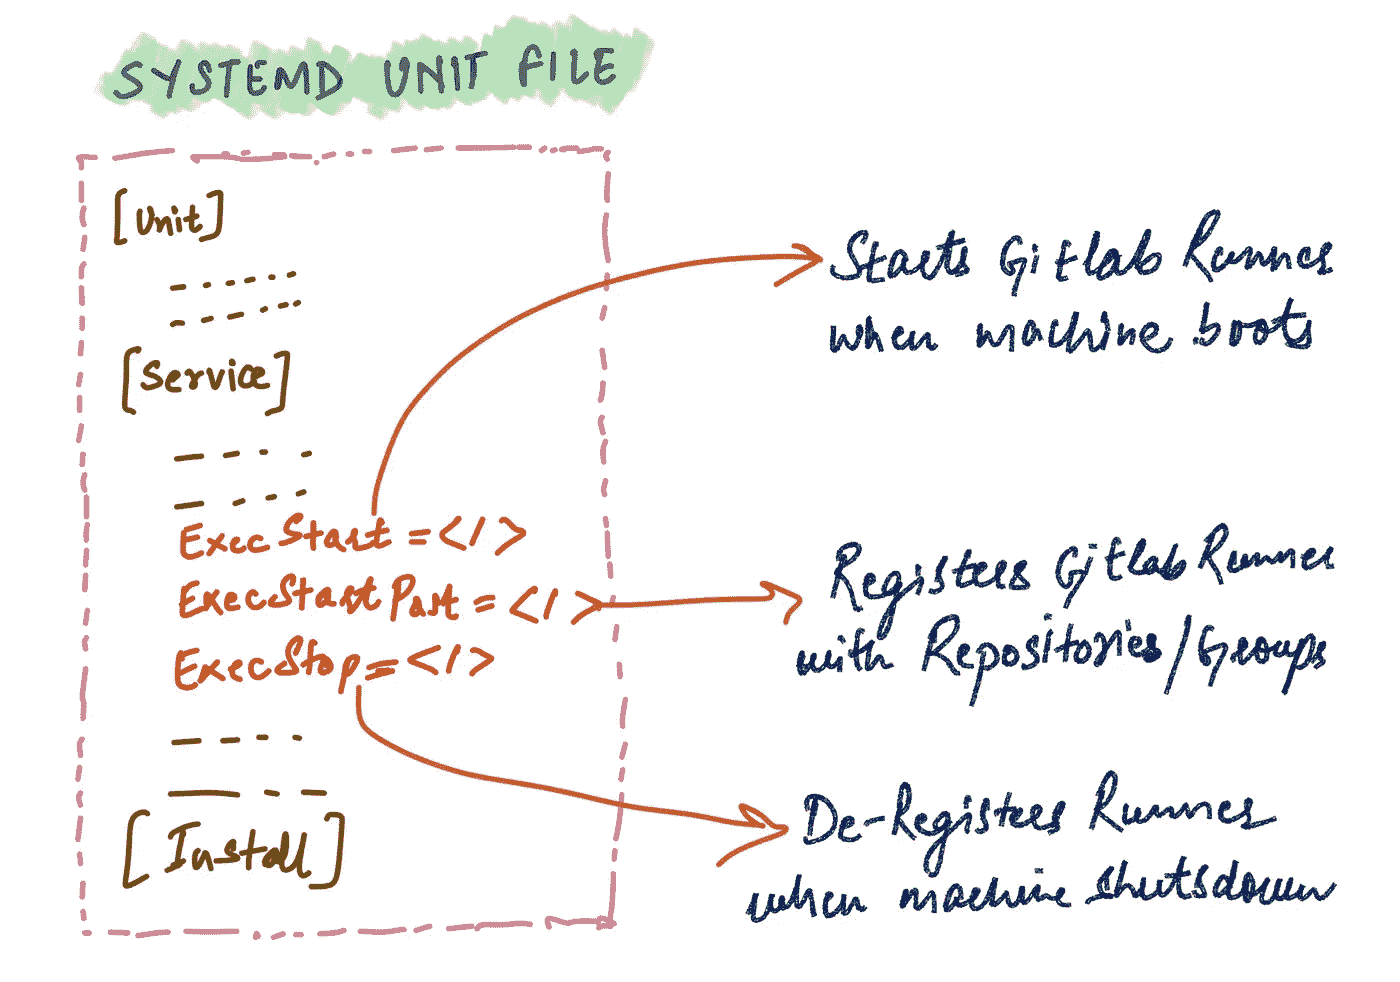 SYSTEMD UNIT FILE
[Unit]
[Service]
ExecStart = </>
ExecStartPost = </>
ExecStop = </>
[Install]
Starts Gitlab Runner
when machine boots
Registers Gitlab Runner
with Repositories/Groups
De-Registers Runner
when machine shutsdown